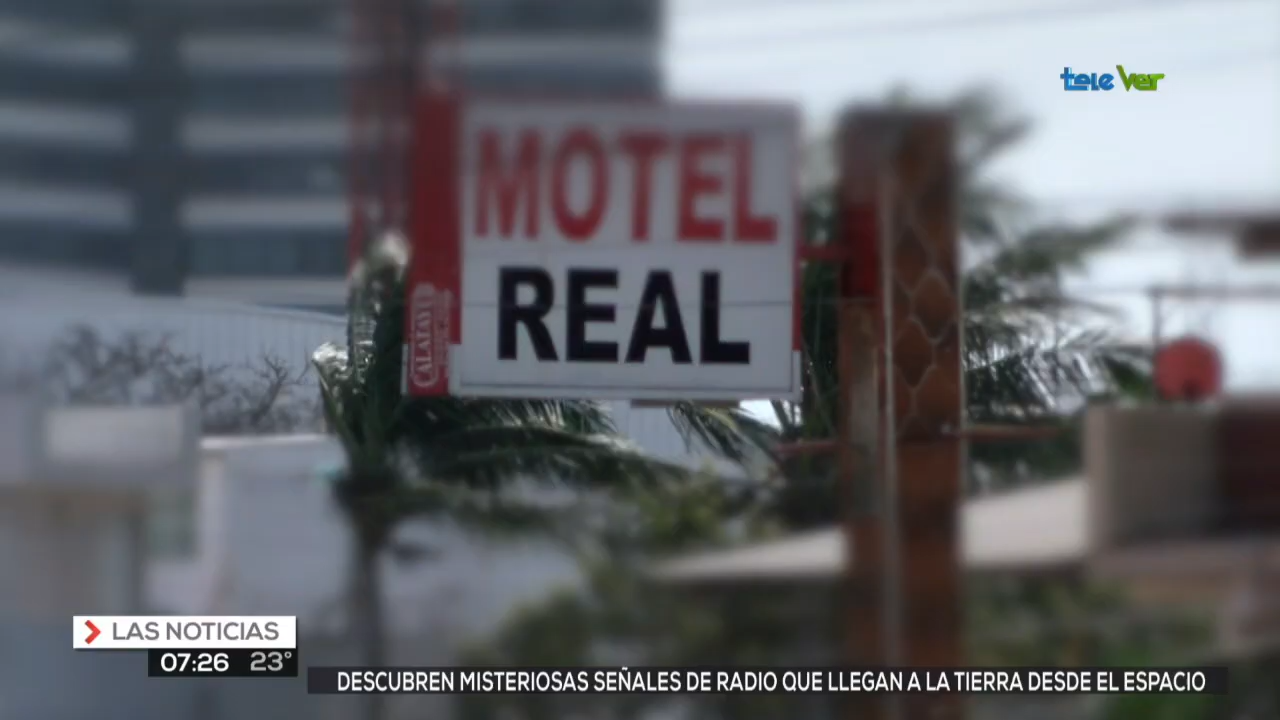 tele Ver
MOTEL
REAL
CALAFAYU
LAS NOTICIAS
07:26 23°
DESCUBREN MISTERIOSAS SEÑALES DE RADIO QUE LLEGAN A LA TIERRA DESDE EL ESPACIO